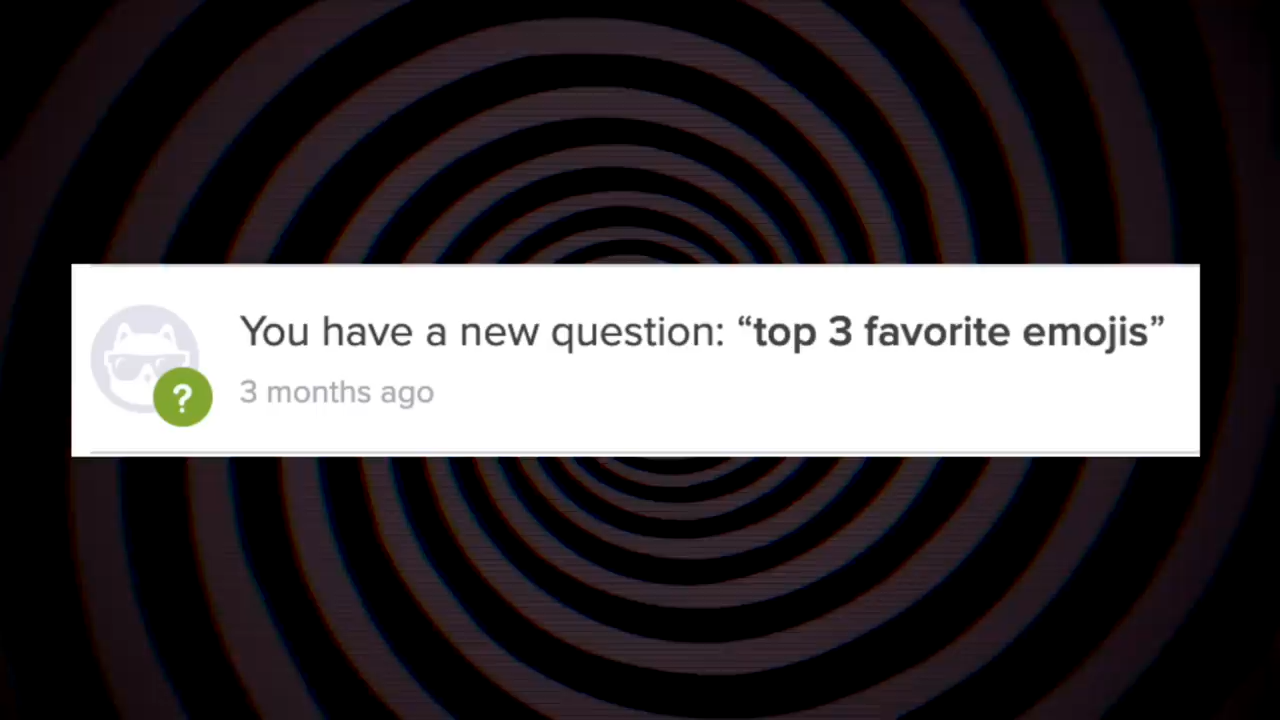 You have a new question: “top 3 favorite emojis”
3 months ago
?